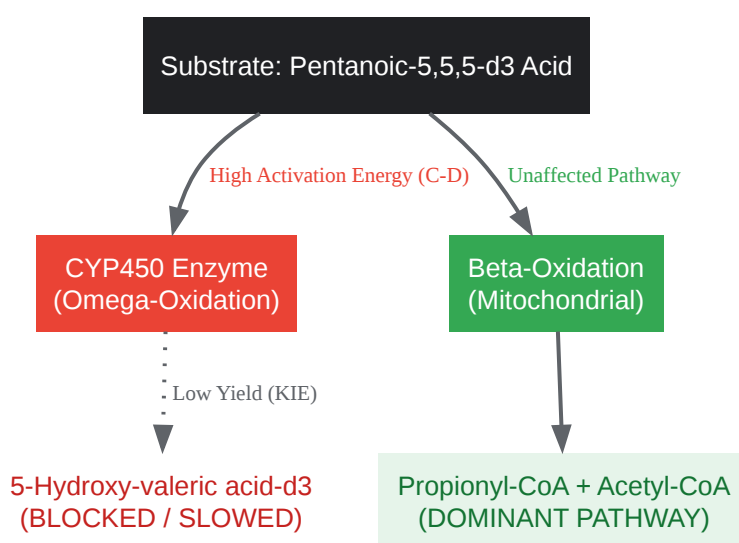 Substrate: Pentanoic-5,5,5-d3 Acid
High Activation Energy (C-D)
Unaffected Pathway
CYP450 Enzyme
(Omega-Oxidation)
Beta-Oxidation
(Mitochondrial)
Low Yield (KIE)
5-Hydroxy-valeric acid-d3
(BLOCKED / SLOWED)
Propionyl-CoA + Acetyl-CoA
(DOMINANT PATHWAY)